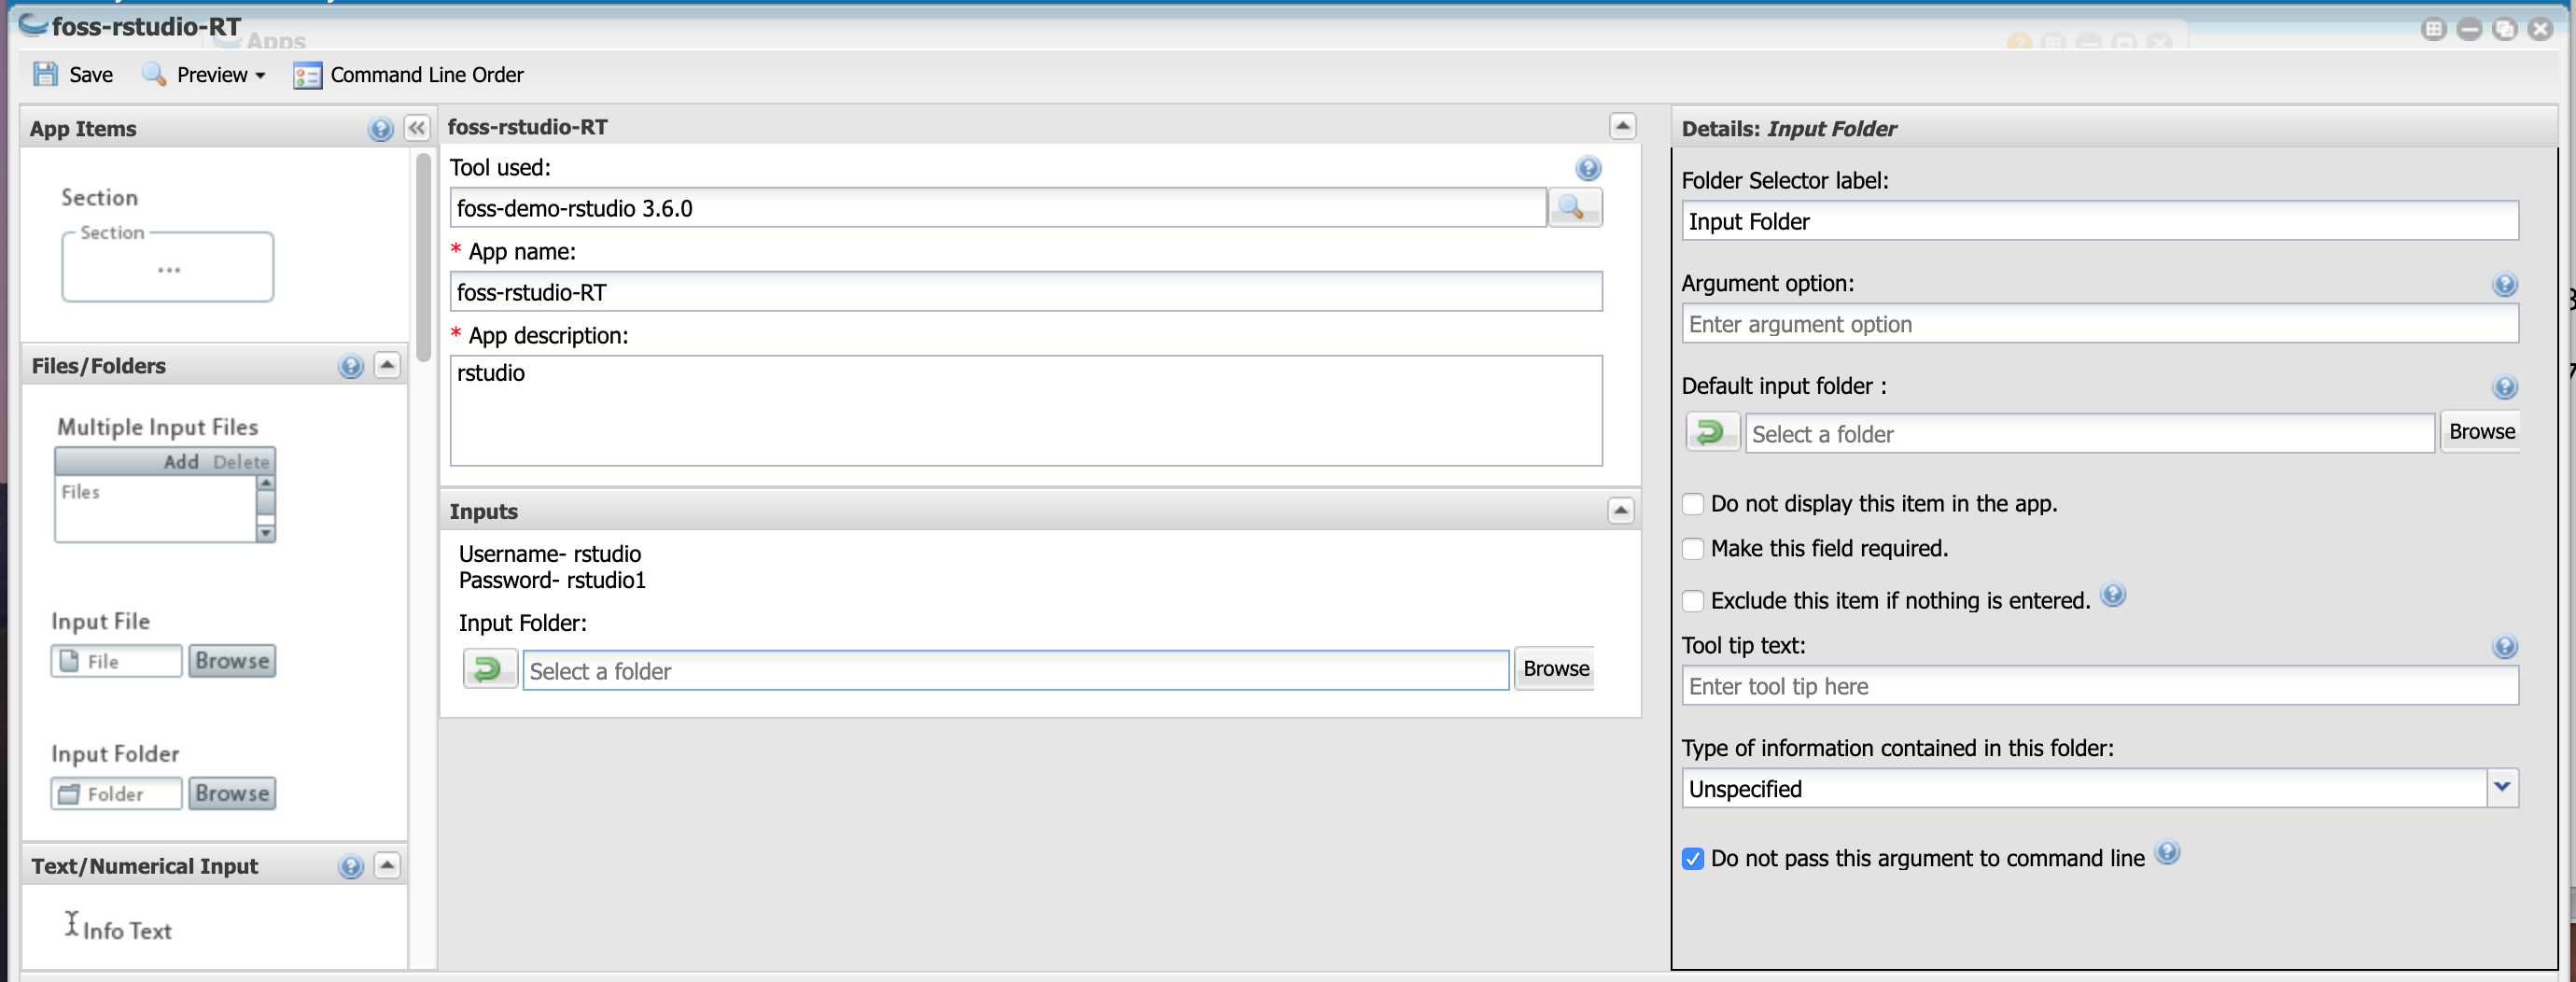 foss-rstudio-RT
Apps
Save Preview Command Line Order
App Items
Section
Section
...
Files/Folders
Multiple Input Files
Add Delete
Files
Input File
File Browse
Input Folder
Folder Browse
Text/Numerical Input
Info Text
foss-rstudio-RT
Tool used:
foss-demo-rstudio 3.6.0
* App name:
foss-rstudio-RT
* App description:
rstudio
Inputs
Username- rstudio
Password- rstudio1
Input Folder:
Select a folder Browse
Details: Input Folder
Folder Selector label:
Input Folder
Argument option:
Enter argument option
Default input folder :
Select a folder Browse
Do not display this item in the app.
Make this field required.
Exclude this item if nothing is entered.
Tool tip text:
Enter tool tip here
Type of information contained in this folder:
Unspecified
Do not pass this argument to command line